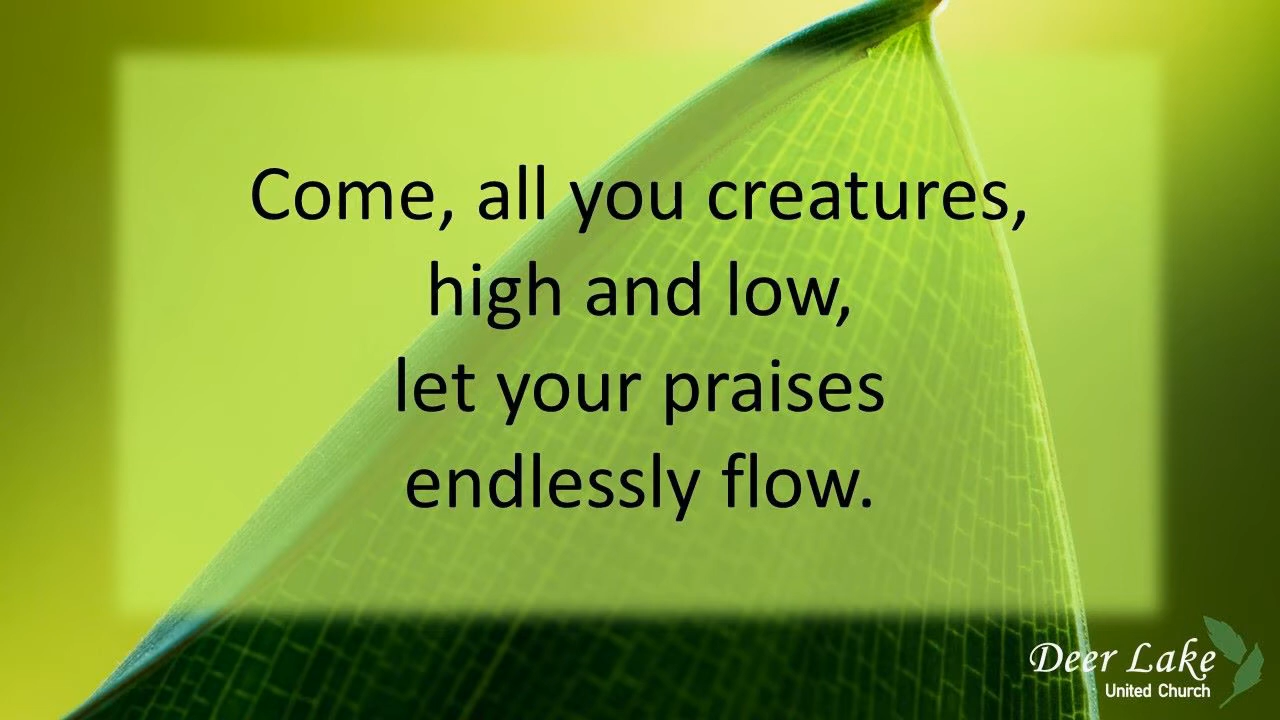 Come, all you creatures,
high and low,
let your praises
endlessly flow.
Deer Lake
United Church